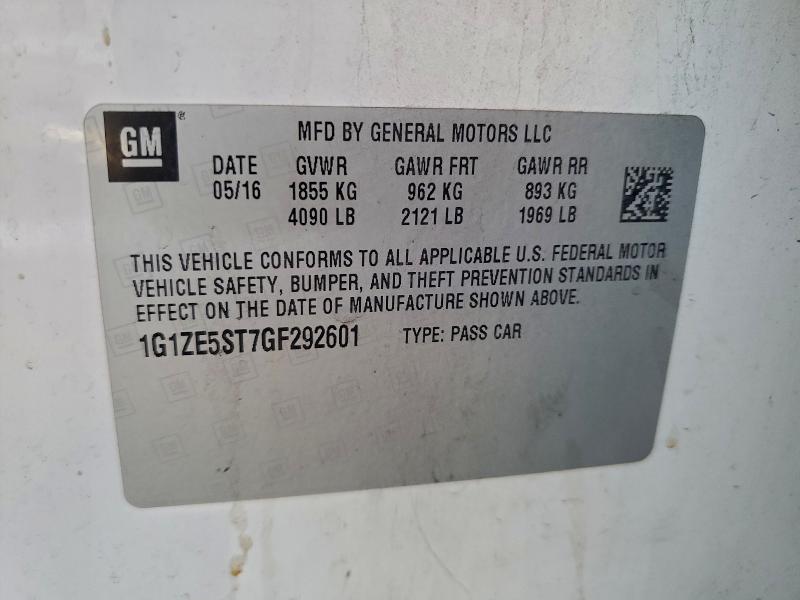 GM®
MFD BY GENERAL MOTORS LLC
DATE GVWR GAWR FRT GAWR RR
05/16 1855 KG 962 KG 893 KG
4090 LB 2121 LB 1969 LB
THIS VEHICLE CONFORMS TO ALL APPLICABLE U.S. FEDERAL MOTOR
VEHICLE SAFETY, BUMPER, AND THEFT PREVENTION STANDARDS IN
EFFECT ON THE DATE OF MANUFACTURE SHOWN ABOVE.
1G1ZE5ST7GF292601 TYPE: PASS CAR